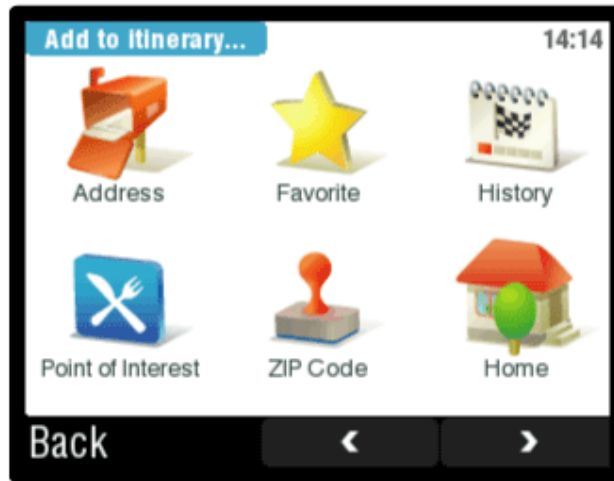 Add to itinerary... 14:14
Address Favorite History
Point of Interest ZIP Code Home
Back